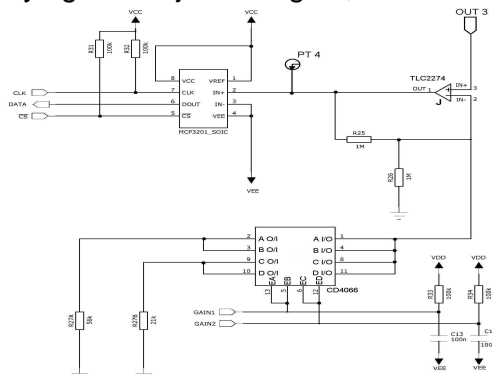 OUT 3
VCC
VCC
R31
100k
R32
100k
PT 4
TLC2274
8 VCC VREF 1
CLK 7 CLK IN+ 2
DATA 6 DOUT IN- 3
CS 5 CS VEE 4
MCP3201_SOIC
OUT 1 IN+ 3
IN- 2
J
R25
1M
R26
1M
VEE
2 A O/I A I/O 1
3 B O/I B I/O 4
9 C O/I C I/O 8
10 D O/I D I/O 11
EA EB EC ED
13 5 6 12
CD4066
VDD VDD
R33
100k
R34
100k
GAIN1
GAIN2
R27A
56k
R27B
21k
C13
100n
VEE VEE